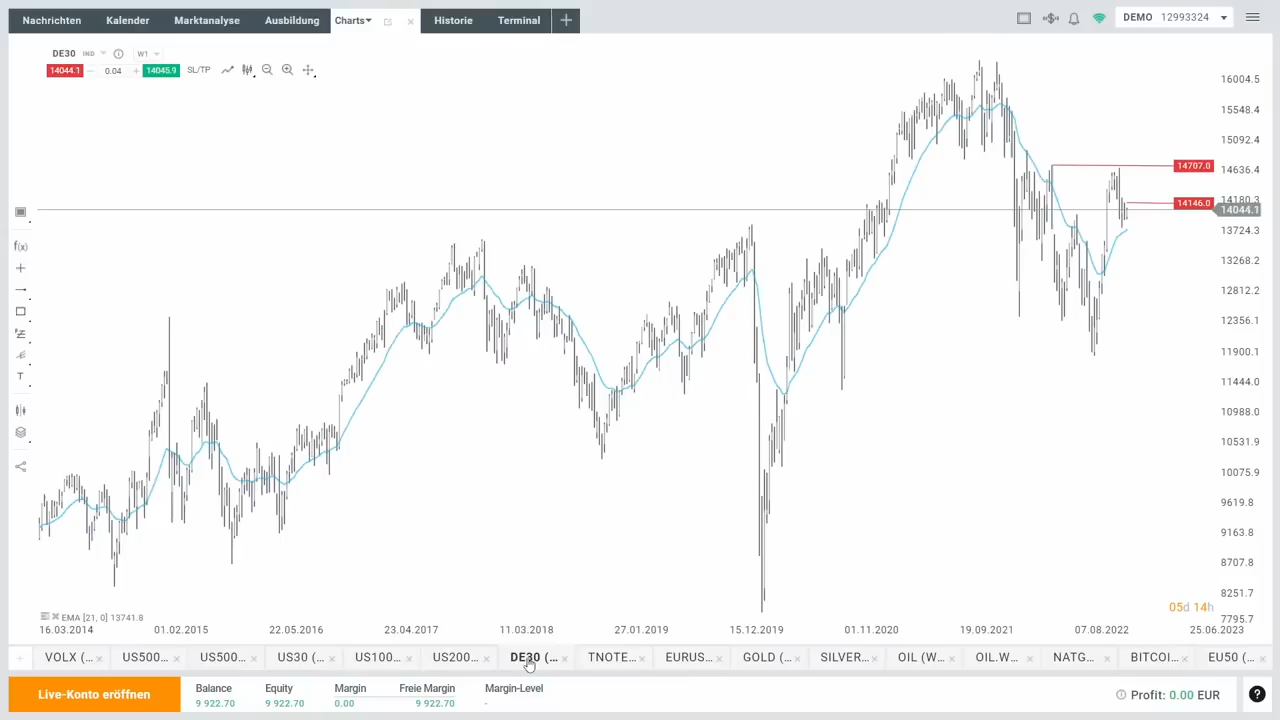 Nachrichten Kalender Marktanalyse Ausbildung Charts Historie Terminal DEMO 12993324
DE30 IND W1
14044.1 0.04 14045.9 SL/TP
16004.5
15548.4
15092.4
14707.0
14636.4
14180.3
14146.0
14044.1
13724.3
13268.2
12812.2
12356.1
11900.1
11444.0
10988.0
10531.9
10075.9
9619.8
9163.8
8707.8
8251.7
7795.7
f(x)
T
05d 14h
EMA [21, 0] 13741.8
16.03.2014 01.02.2015 22.05.2016 23.04.2017 11.03.2018 27.01.2019 15.12.2019 01.11.2020 19.09.2021 07.08.2022 25.06.2023
VOLX (... US500... US500... US30 (... US100... US200... DE30 (... TNOTE... EURUS... GOLD (... SILVER... OIL (W... OIL.W... NATG... BITCOI... EU50 (...
Live-Konto eröffnen
Balance Equity Margin Freie Margin Margin-Level
9 922.70 9 922.70 0.00 9 922.70 -
Profit: 0.00 EUR